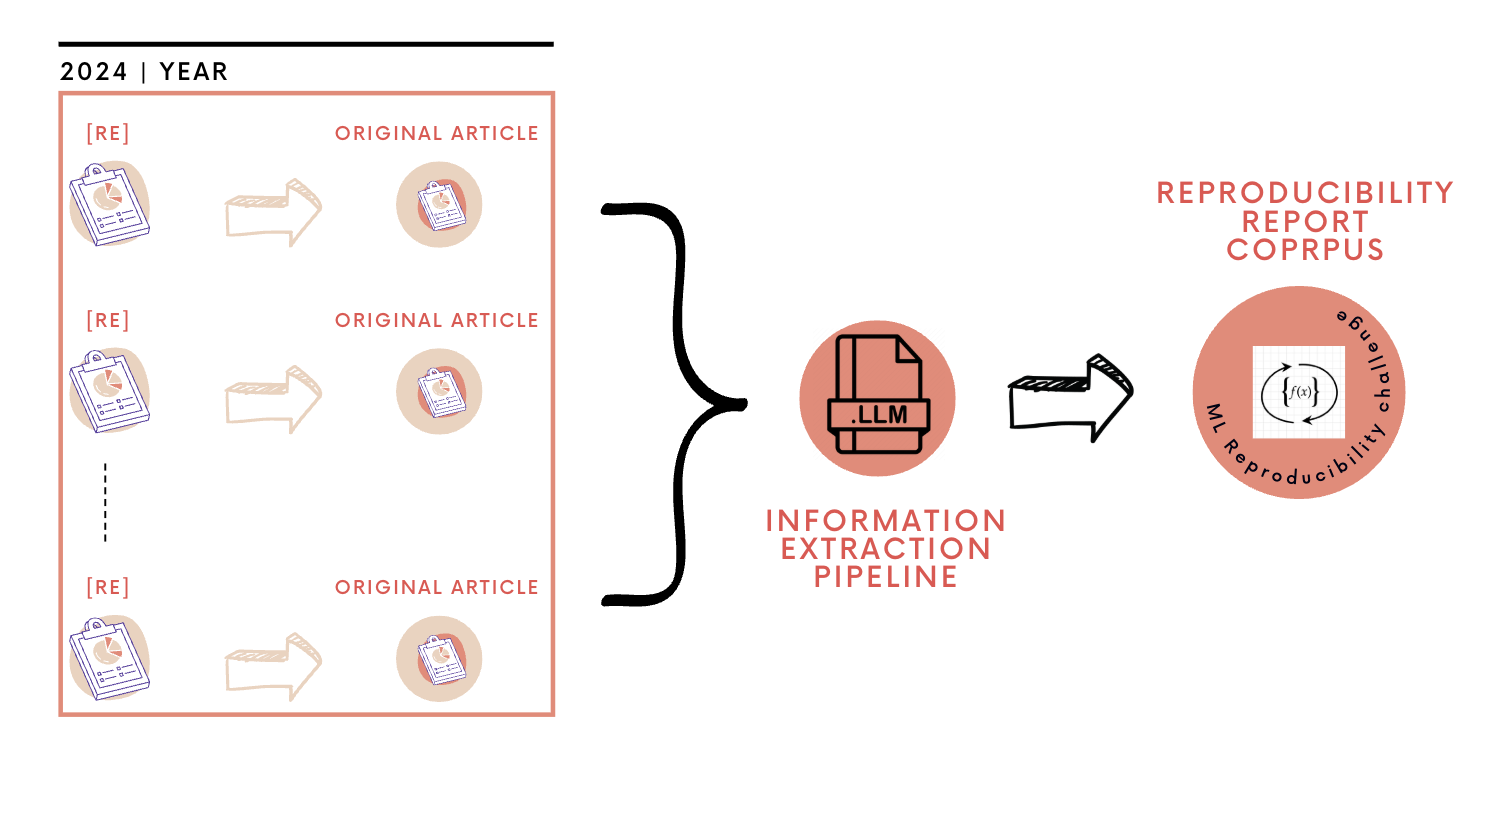 2024 | YEAR
[RE]
ORIGINAL ARTICLE
[RE]
ORIGINAL ARTICLE
[RE]
ORIGINAL ARTICLE
.LLM
INFORMATION
EXTRACTION
PIPELINE
REPRODUCIBILITY
REPORT
COPRPUS
{f(x)}
ML Reproducibility challenge